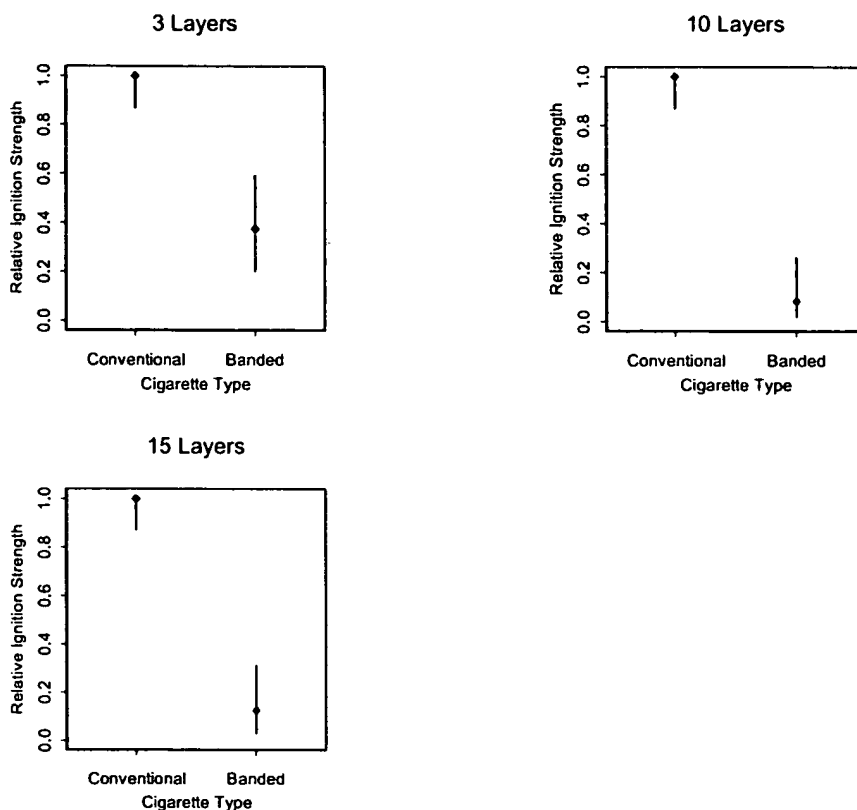 3 Layers
Relative Ignition Strength
1.0
0.8
0.6
0.4
0.2
0.0
Conventional Banded
Cigarette Type
10 Layers
Relative Ignition Strength
1.0
0.8
0.6
0.4
0.2
0.0
Conventional Banded
Cigarette Type
15 Layers
Relative Ignition Strength
1.0
0.8
0.6
0.4
0.2
0.0
Conventional Banded
Cigarette Type